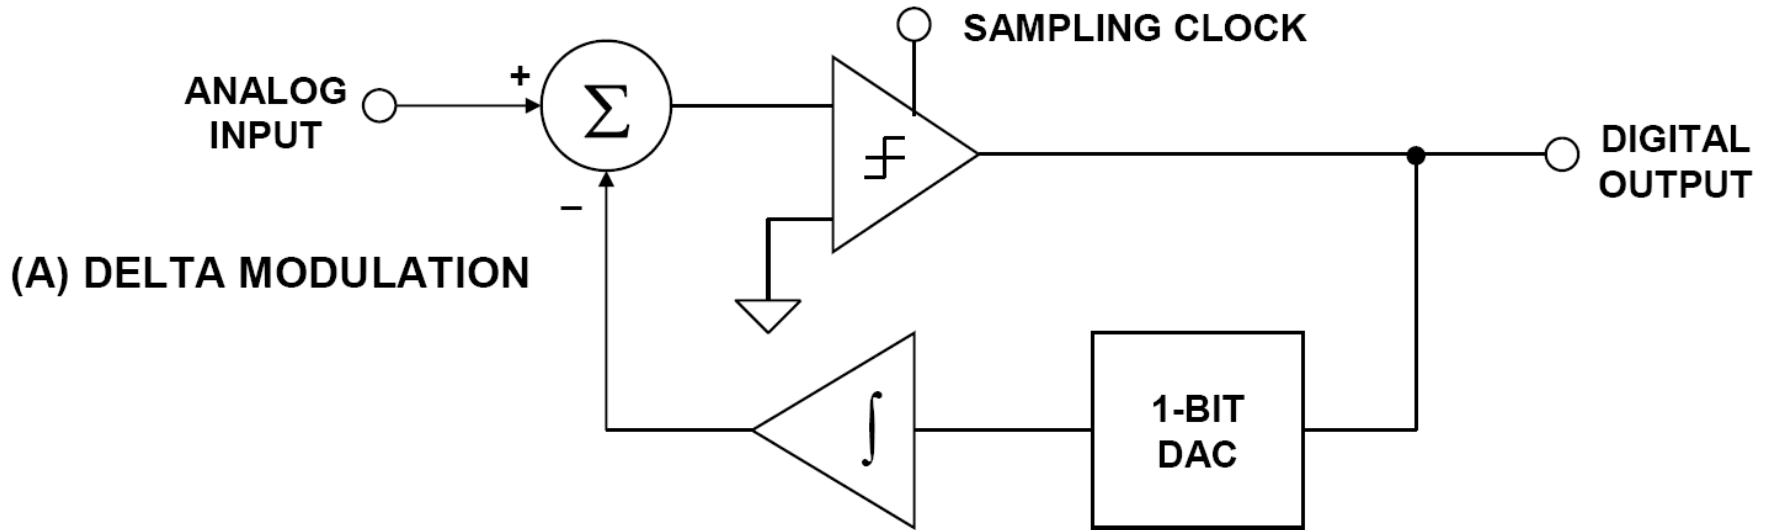 SAMPLING CLOCK
ANALOG
INPUT
+
Σ
DIGITAL
OUTPUT
–
(A) DELTA MODULATION
∫
1-BIT
DAC